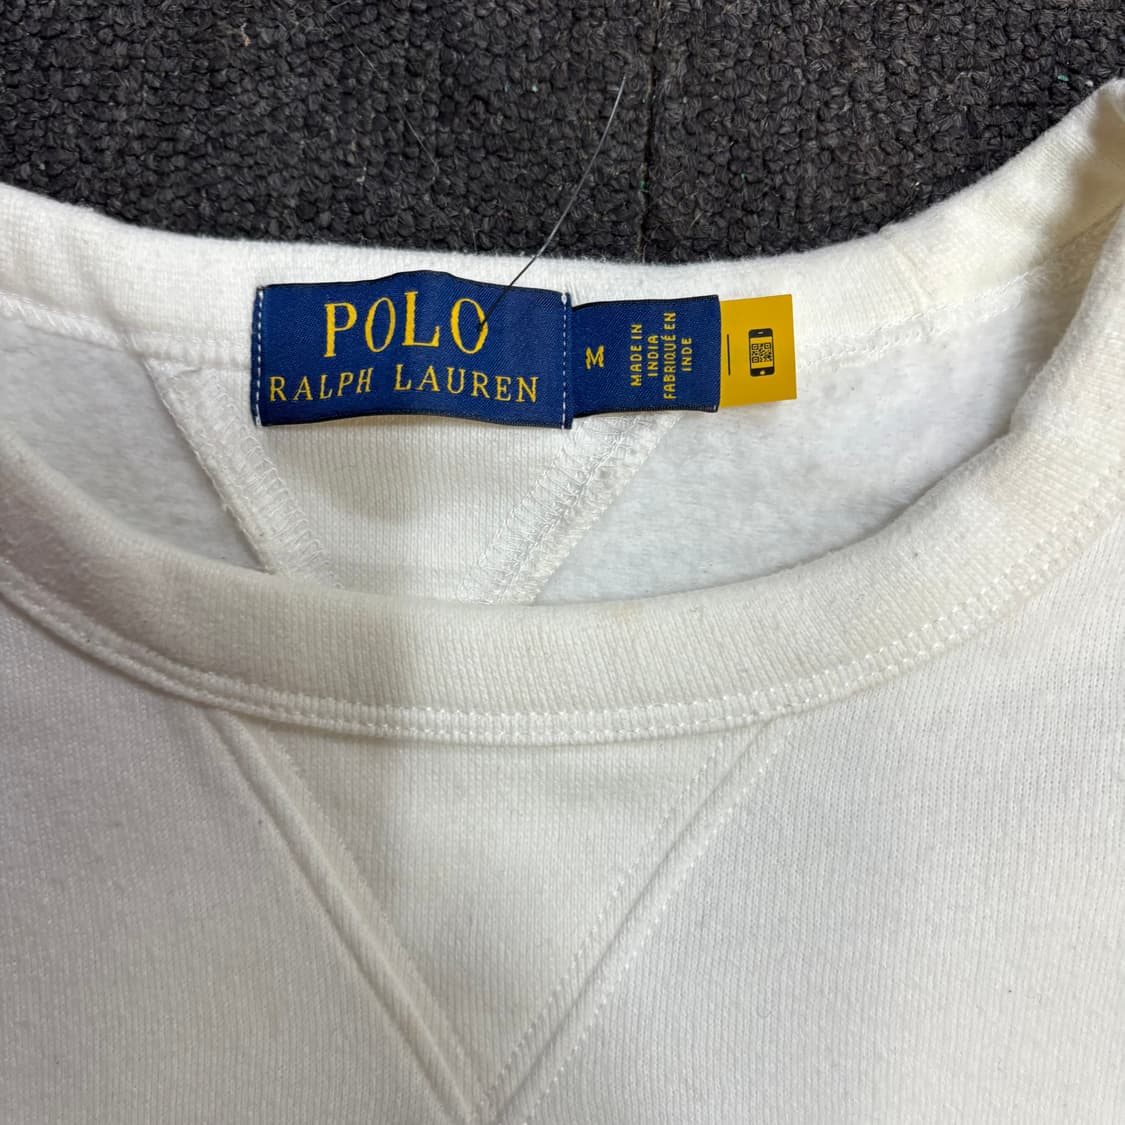 POLO
RALPH LAUREN
M
MADE IN
INDIA
FABRIQUÉ EN
INDE